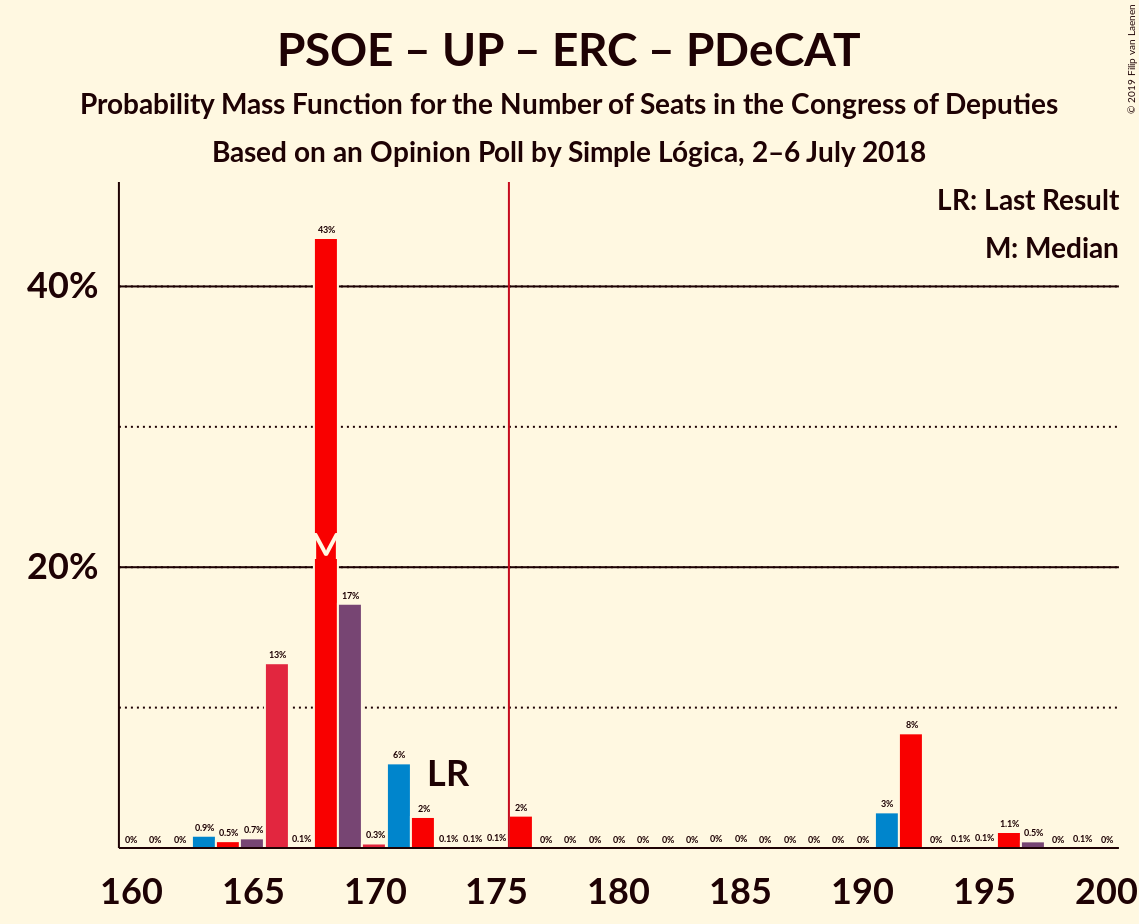 PSOE – UP – ERC – PDeCAT
Probability Mass Function for the Number of Seats in the Congress of Deputies
Based on an Opinion Poll by Simple Lógica, 2–6 July 2018
© 2019 Filip van Laenen
LR: Last Result
M: Median
40%
20%
43%
M
17%
13%
LR
0% 0% 0% 0.9% 0.5% 0.7% 0.1% 0.3% 6% 2% 0.1% 0.1% 0.1% 2% 0% 0% 0% 0% 0% 0% 0% 0% 0% 0% 0% 0% 0% 0% 3% 8% 0% 0.1% 0.1% 1.1% 0.5% 0% 0.1% 0%
160 165 170 175 180 185 190 195 200